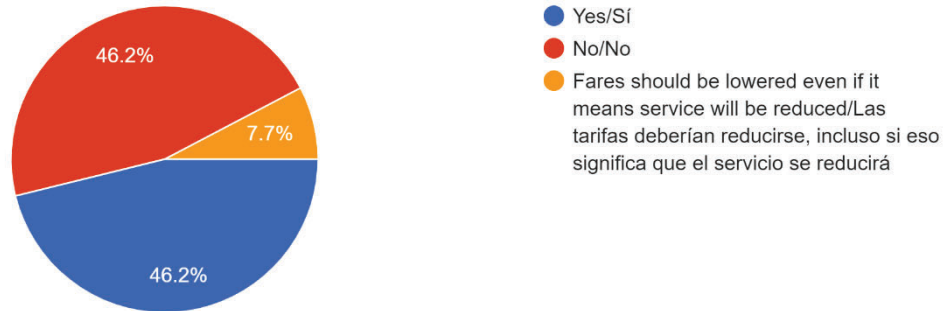 46.2%
7.7%
46.2%
Yes/Sí
No/No
Fares should be lowered even if it
means service will be reduced/Las
tarifas deberían reducirse, incluso si eso
significa que el servicio se reducirá